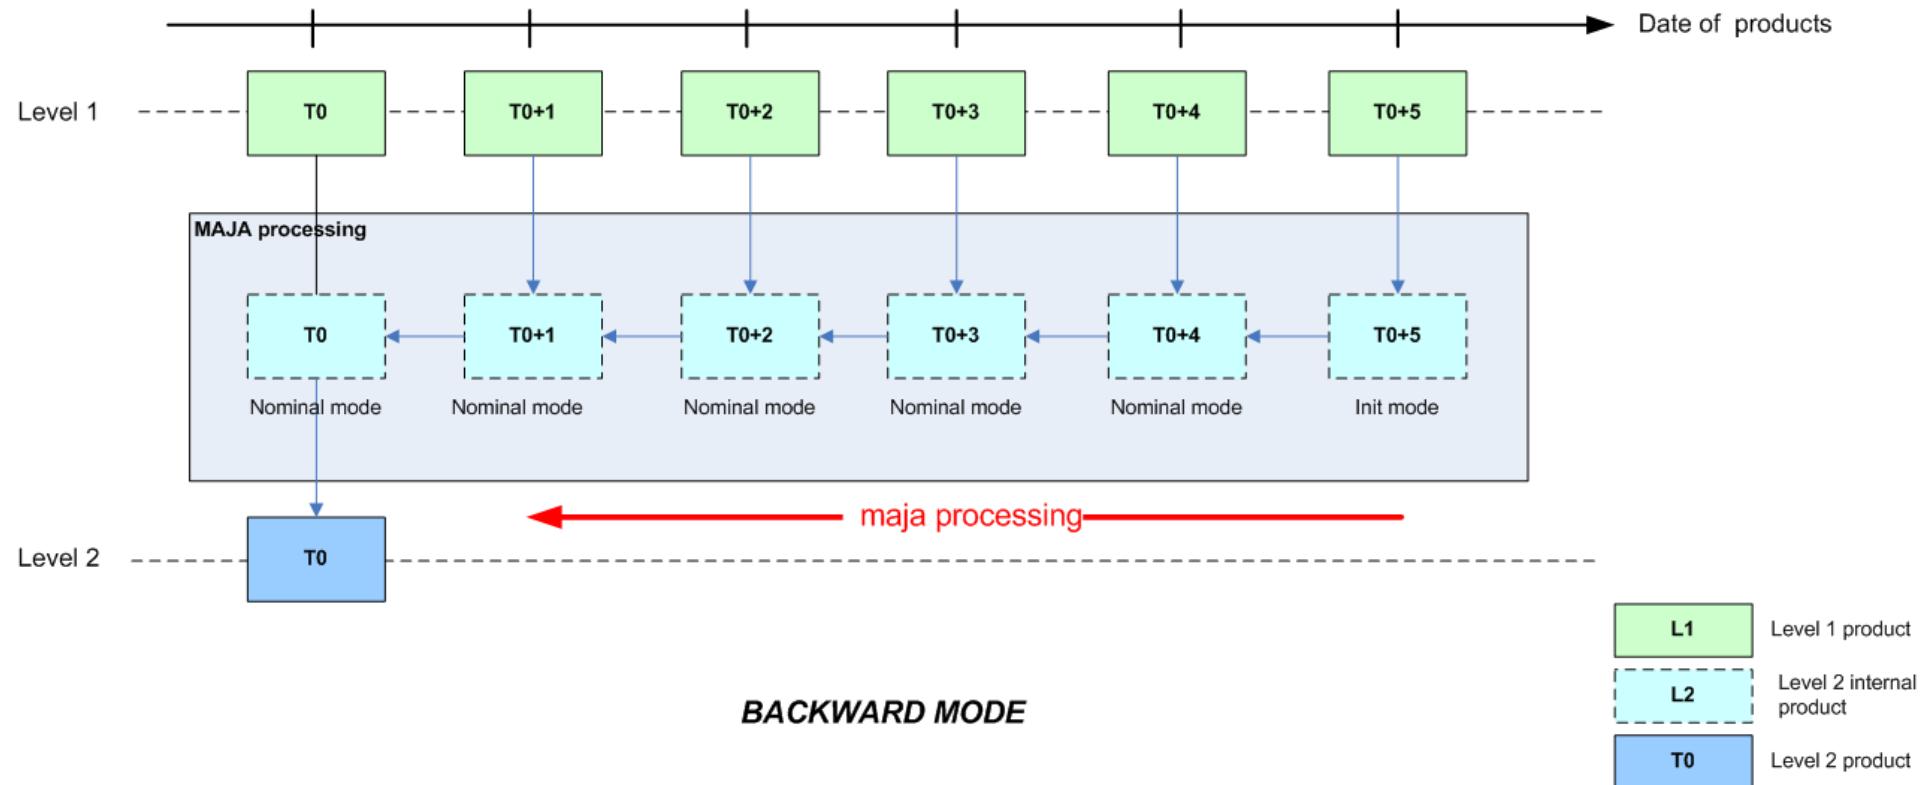 Date of products
Level 1
T0
T0+1
T0+2
T0+3
T0+4
T0+5
MAJA processing
T0
T0+1
T0+2
T0+3
T0+4
T0+5
Nominal mode
Nominal mode
Nominal mode
Nominal mode
Nominal mode
Init mode
maja processing
Level 2
T0
L1
Level 1 product
L2
Level 2 internal
product
T0
Level 2 product
BACKWARD MODE